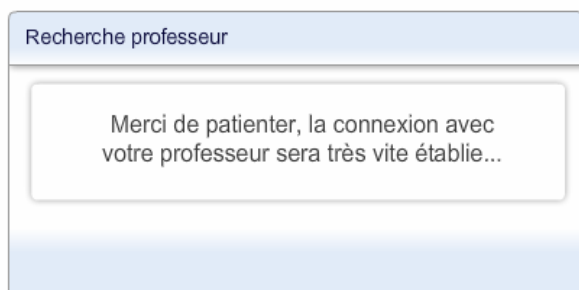 Recherche professeur
Merci de patienter, la connexion avec
votre professeur sera très vite établie...